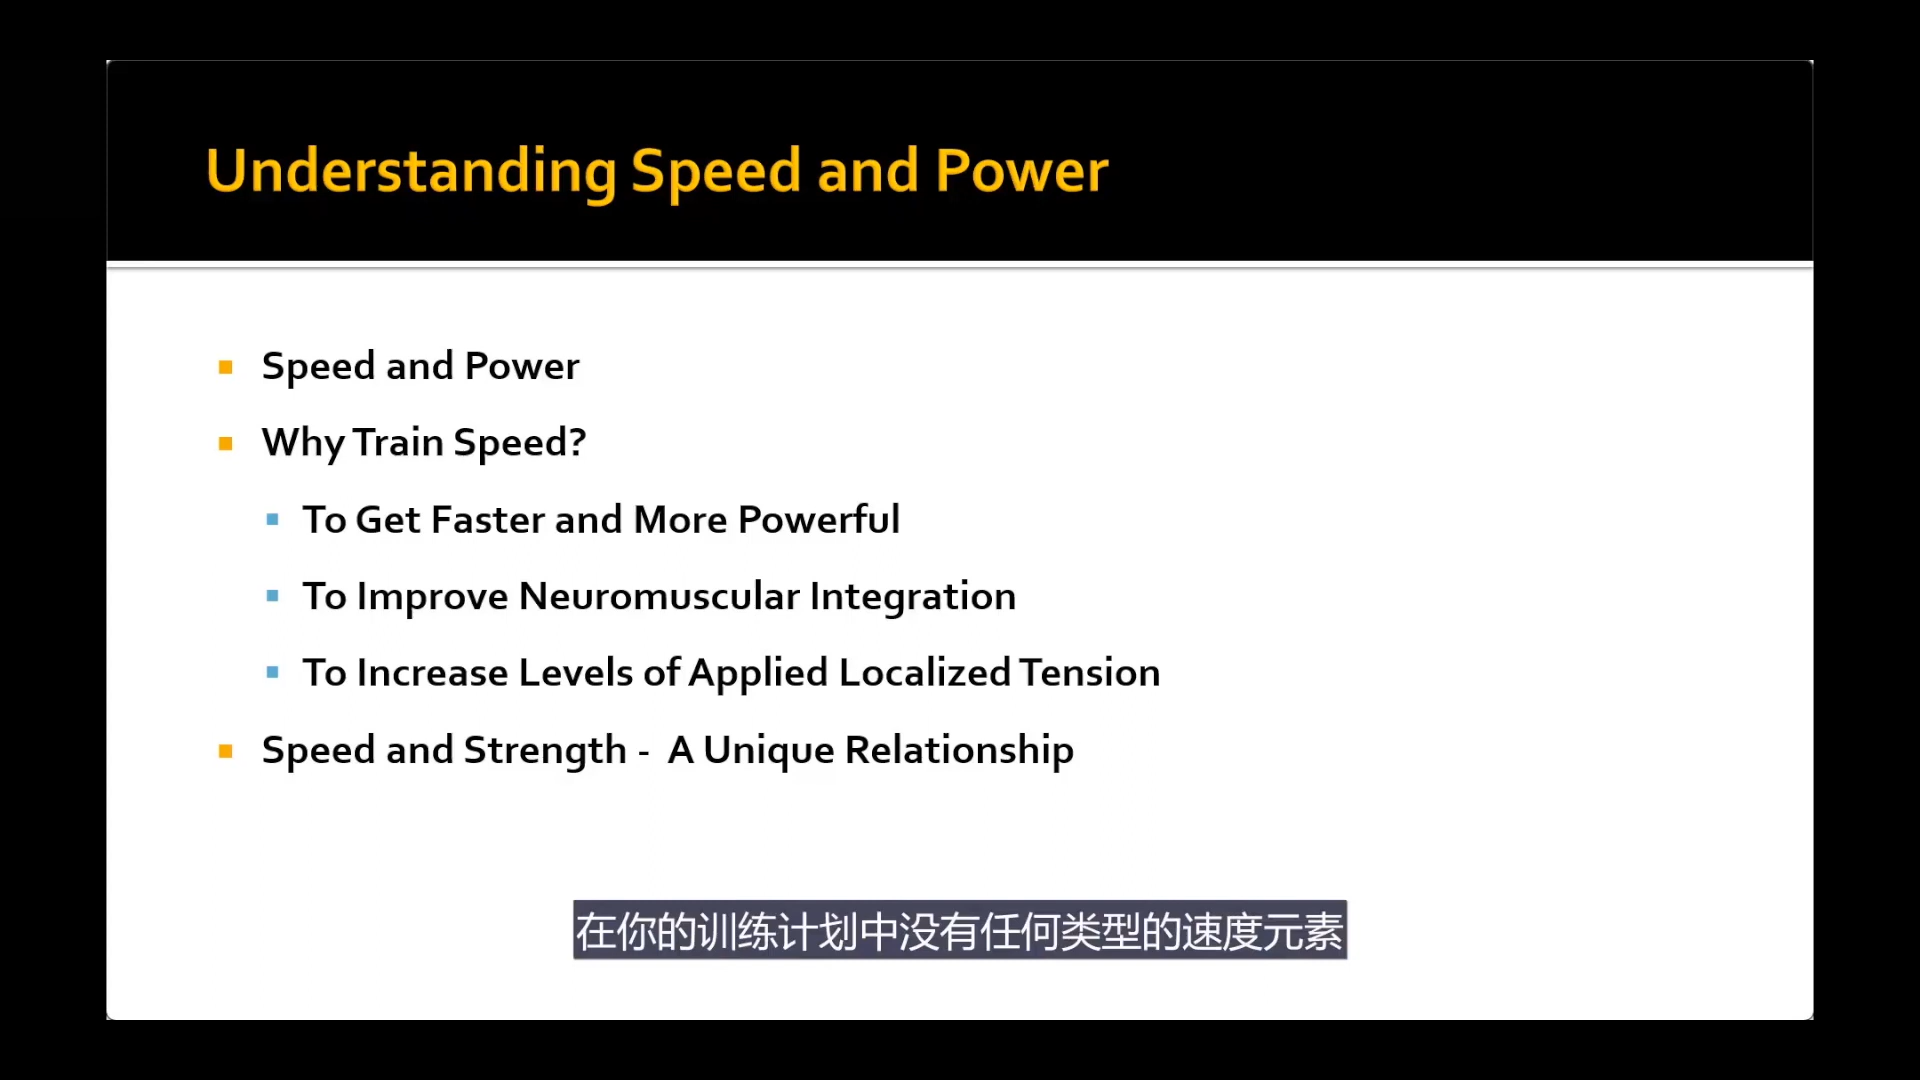 Understanding Speed and Power
Speed and Power
Why Train Speed?
To Get Faster and More Powerful
To Improve Neuromuscular Integration
To Increase Levels of Applied Localized Tension
Speed and Strength - A Unique Relationship
在你的训练计划中没有任何类型的速度元素